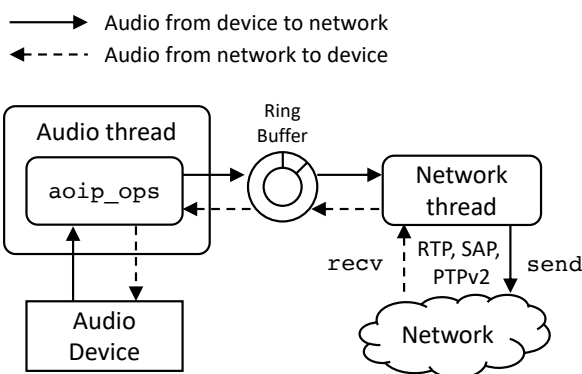 Audio from device to network
Audio from network to device
Audio thread
aoip_ops
Ring
Buffer
Network
thread
recv
RTP, SAP,
PTPv2
send
Audio
Device
Network